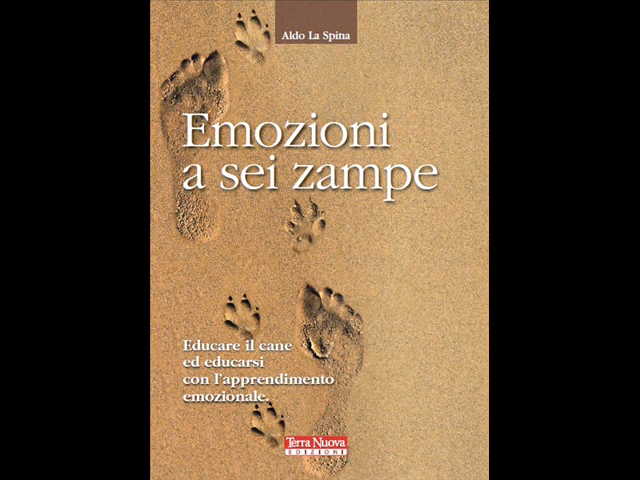 Aldo La Spina
Emozioni
a sei zampe
Educare il cane
ed educarsi
con l'apprendimento
emozionale.
Terra Nuova
EDIZIONI